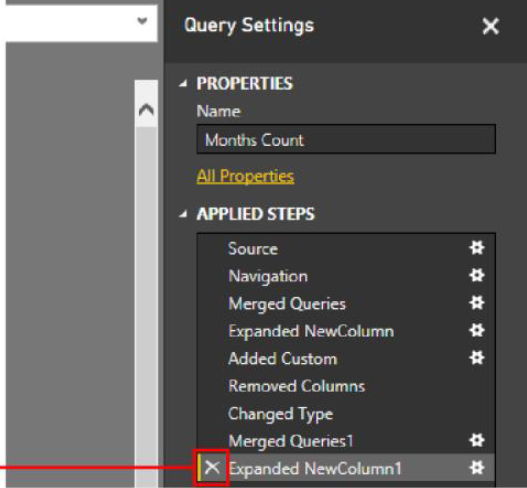 Query Settings
PROPERTIES
Name
Months Count
All Properties
APPLIED STEPS
Source
Navigation
Merged Queries
Expanded NewColumn
Added Custom
Removed Columns
Changed Type
Merged Queries1
Expanded NewColumn1